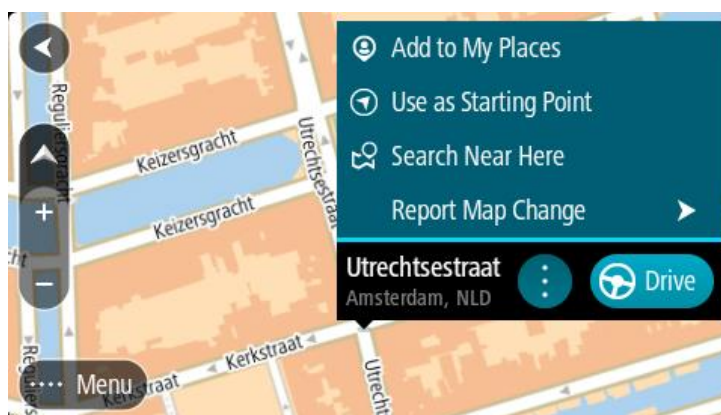 Add to My Places
Use as Starting Point
Search Near Here
Report Map Change
Utrechtsestraat
Amsterdam, NLD
Drive
Reguliersgracht
Keizersgracht
Utrechtsestraat
Keizersgracht
Kerkstraat
Menu